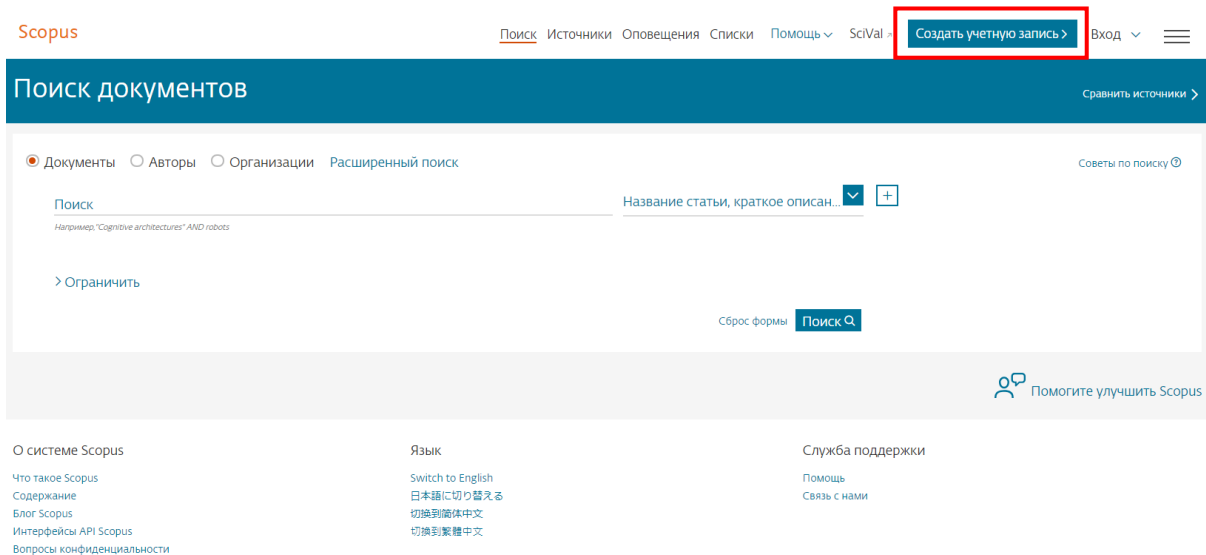 Scopus
Поиск Источники Оповещения Списки Помощь SciVal Создать учетную запись Вход
Поиск документов
Сравнить источники
Документы Авторы Организации Расширенный поиск
Советы по поиску
Поиск
Название статьи, краткое описан...
Например,"Cognitive architectures" AND robots
Ограничить
Сброс формы Поиск
Помогите улучшить Scopus
О системе Scopus
Что такое Scopus
Содержание
Блог Scopus
Интерфейсы API Scopus
Вопросы конфиденциальности
Язык
Switch to English
日本語に切り替える
切换到简体中文
切換到繁體中文
Служба поддержки
Помощь
Связь с нами